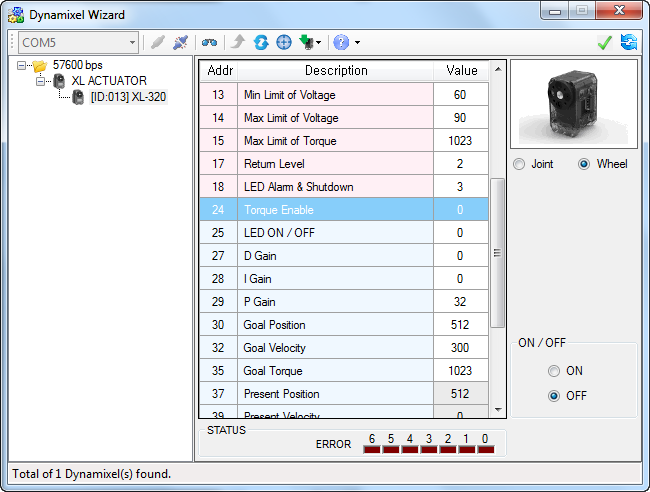 Dynamixel Wizard
COM5
57600 bps
XL ACTUATOR
[ID:013] XL-320
Addr Description Value
13 Min Limit of Voltage 60
14 Max Limit of Voltage 90
15 Max Limit of Torque 1023
17 Return Level 2
18 LED Alarm & Shutdown 3
24 Torque Enable 0
25 LED ON / OFF 0
27 D Gain 0
28 I Gain 0
29 P Gain 32
30 Goal Position 512
32 Goal Velocity 300
35 Goal Torque 1023
37 Present Position 512
39 Present Velocity 0
Joint Wheel
ON / OFF
ON
OFF
STATUS
ERROR 6 5 4 3 2 1 0
Total of 1 Dynamixel(s) found.